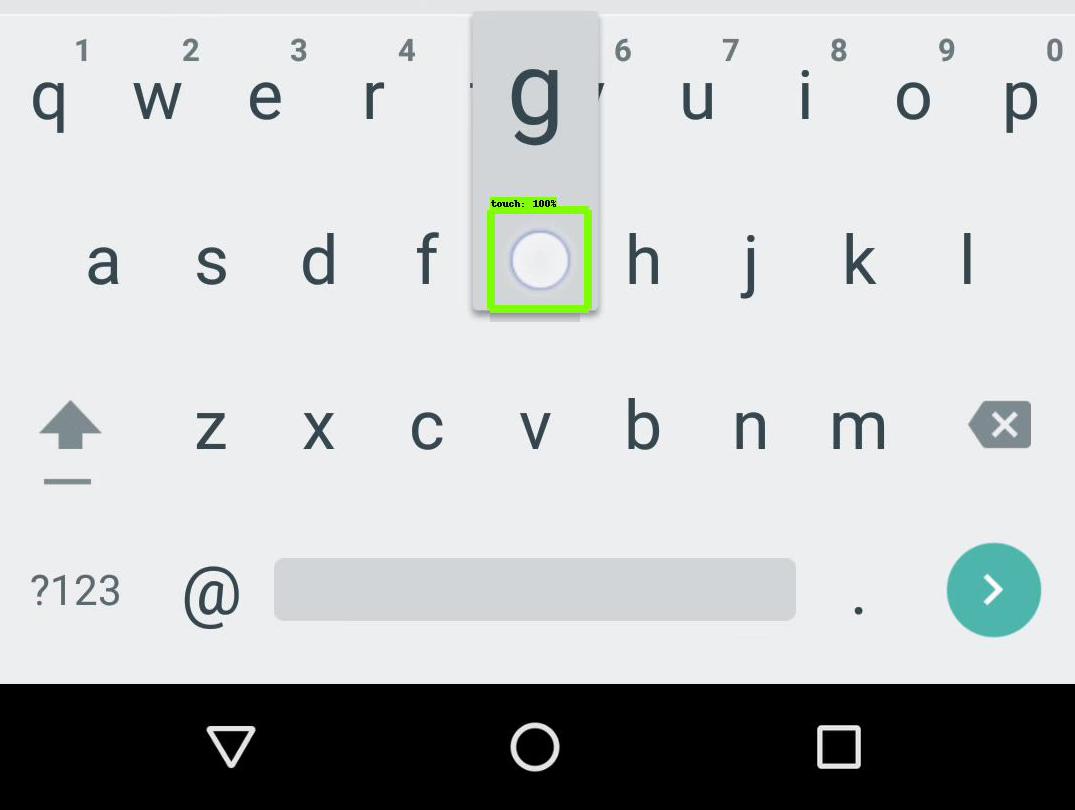 1 2 3 4 6 7 8 9 0
q w e r g u i o p
touch: 100%
a s d f h j k l
z x c v b n m
?123 @ .